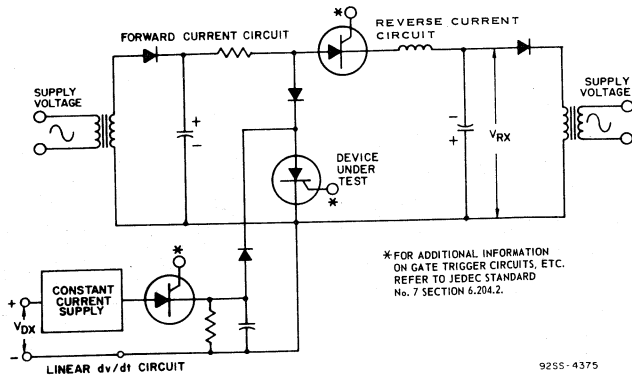 FORWARD CURRENT CIRCUIT
*
REVERSE CURRENT
CIRCUIT
SUPPLY
VOLTAGE
+
−
−
+
VRX
SUPPLY
VOLTAGE
DEVICE
UNDER
TEST
*
*
CONSTANT
CURRENT
SUPPLY
+
VDX
−
LINEAR dv/dt CIRCUIT
* FOR ADDITIONAL INFORMATION
ON GATE TRIGGER CIRCUITS, ETC.
REFER TO JEDEC STANDARD
No. 7 SECTION 6.204.2.
92SS-4375